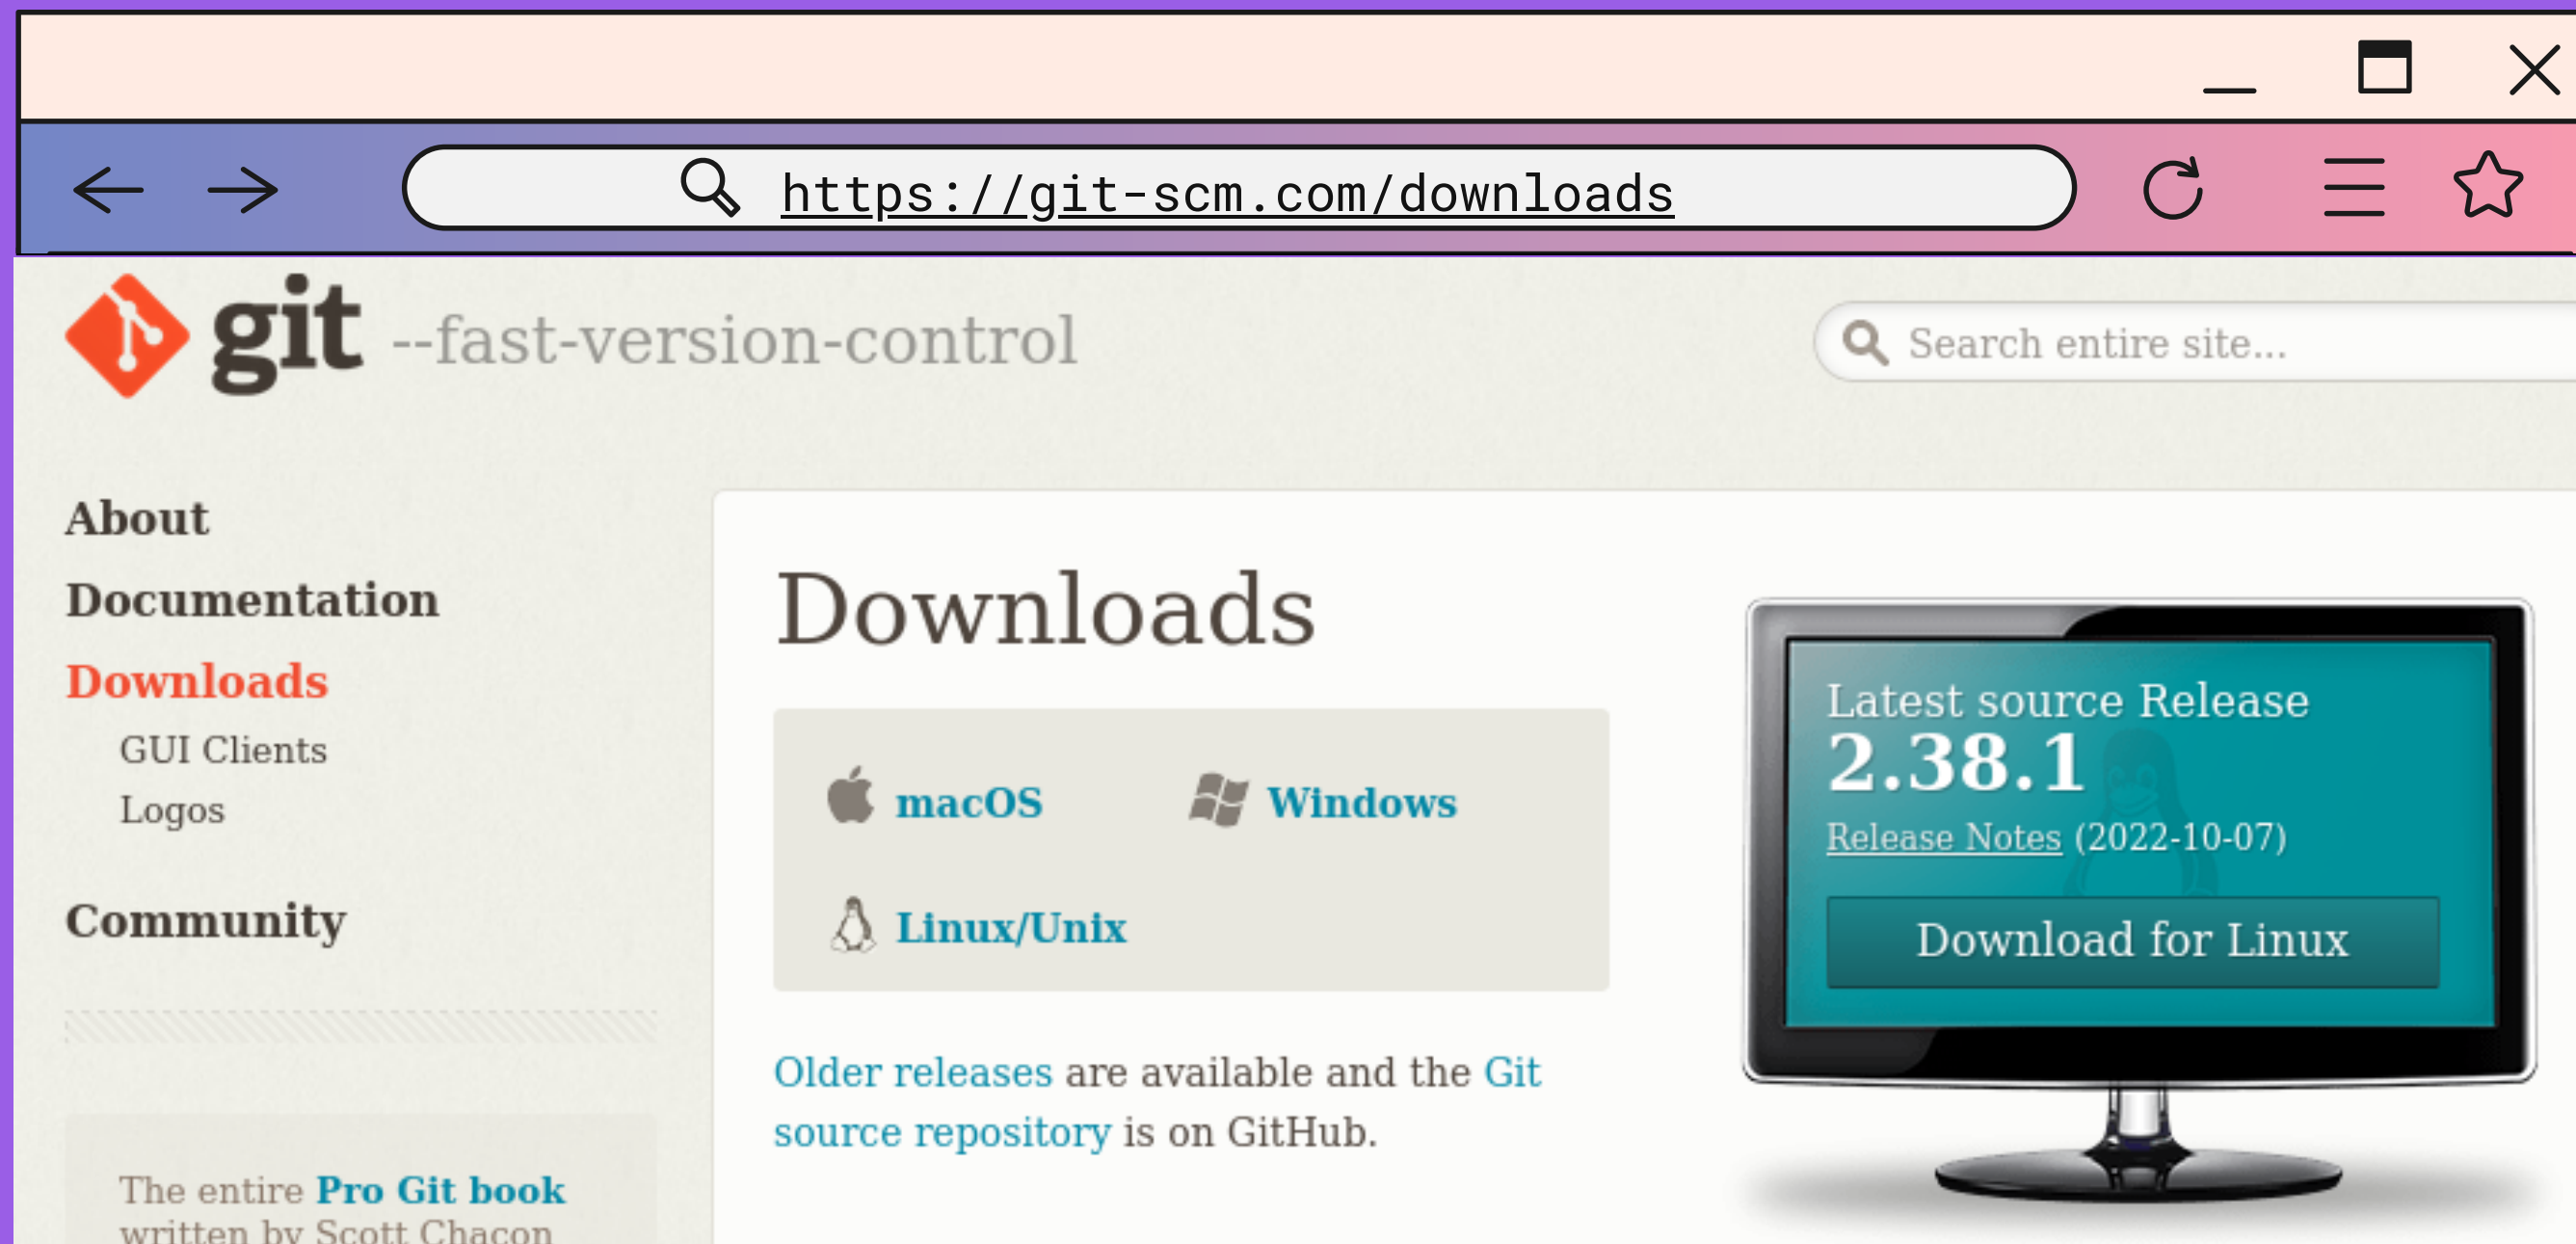 https://git-scm.com/downloads
git --fast-version-control
Search entire site...
About
Documentation
Downloads
GUI Clients
Logos
Community
The entire Pro Git book
written by Scott Chacon
Downloads
macOS
Windows
Linux/Unix
Older releases are available and the Git
source repository is on GitHub.
Latest source Release
2.38.1
Release Notes (2022-10-07)
Download for Linux